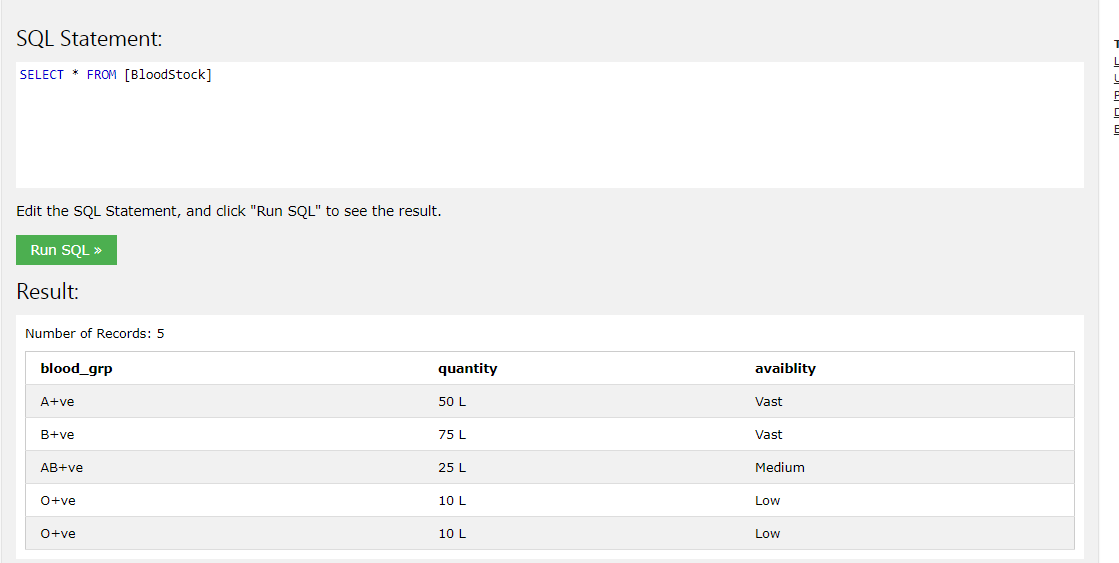 SQL Statement:
SELECT * FROM [BloodStock]
Edit the SQL Statement, and click "Run SQL" to see the result.
Run SQL »
Result:
Number of Records: 5
blood_grp quantity avaiblity
A+ve 50 L Vast
B+ve 75 L Vast
AB+ve 25 L Medium
O+ve 10 L Low
O+ve 10 L Low